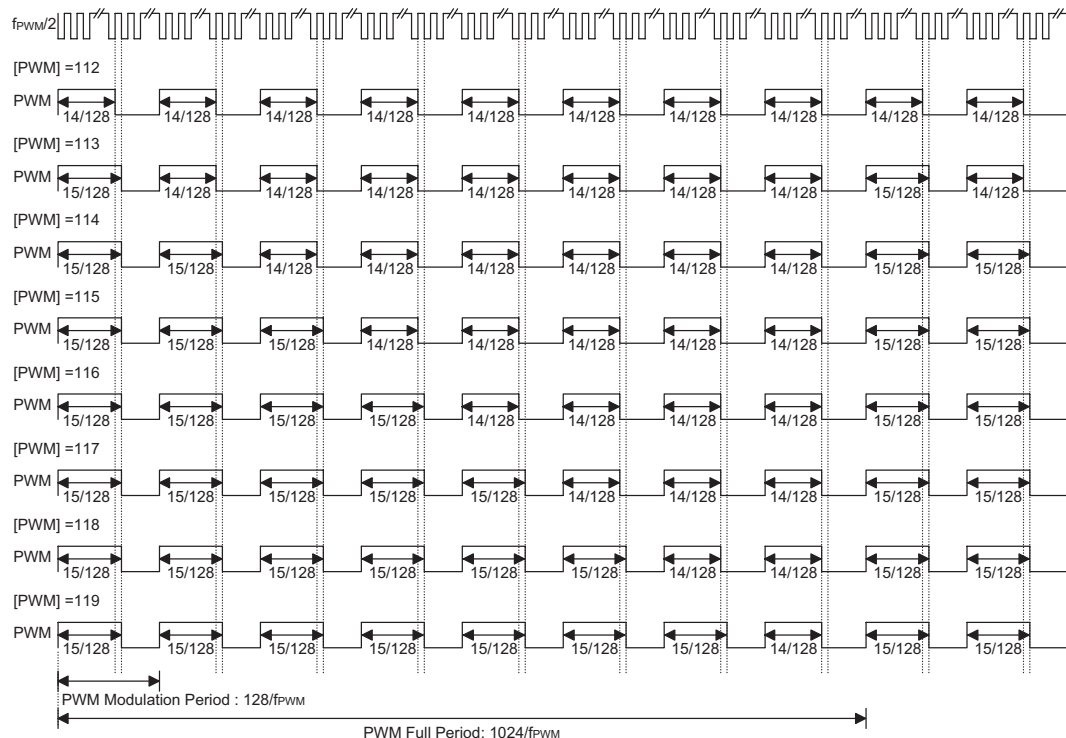 fPWM/2
[PWM] =112
PWM
14/128 14/128 14/128 14/128 14/128 14/128 14/128 14/128 14/128 14/128
[PWM] =113
PWM
15/128 14/128 14/128 14/128 14/128 14/128 14/128 14/128 15/128 14/128
[PWM] =114
PWM
15/128 15/128 14/128 14/128 14/128 14/128 14/128 14/128 15/128 15/128
[PWM] =115
PWM
15/128 15/128 15/128 14/128 14/128 14/128 14/128 14/128 15/128 15/128
[PWM] =116
PWM
15/128 15/128 15/128 15/128 14/128 14/128 14/128 14/128 15/128 15/128
[PWM] =117
PWM
15/128 15/128 15/128 15/128 15/128 14/128 14/128 14/128 15/128 15/128
[PWM] =118
PWM
15/128 15/128 15/128 15/128 15/128 15/128 14/128 14/128 15/128 15/128
[PWM] =119
PWM
15/128 15/128 15/128 15/128 15/128 15/128 15/128 14/128 15/128 15/128
PWM Modulation Period : 128/fPWM
PWM Full Period: 1024/fPWM